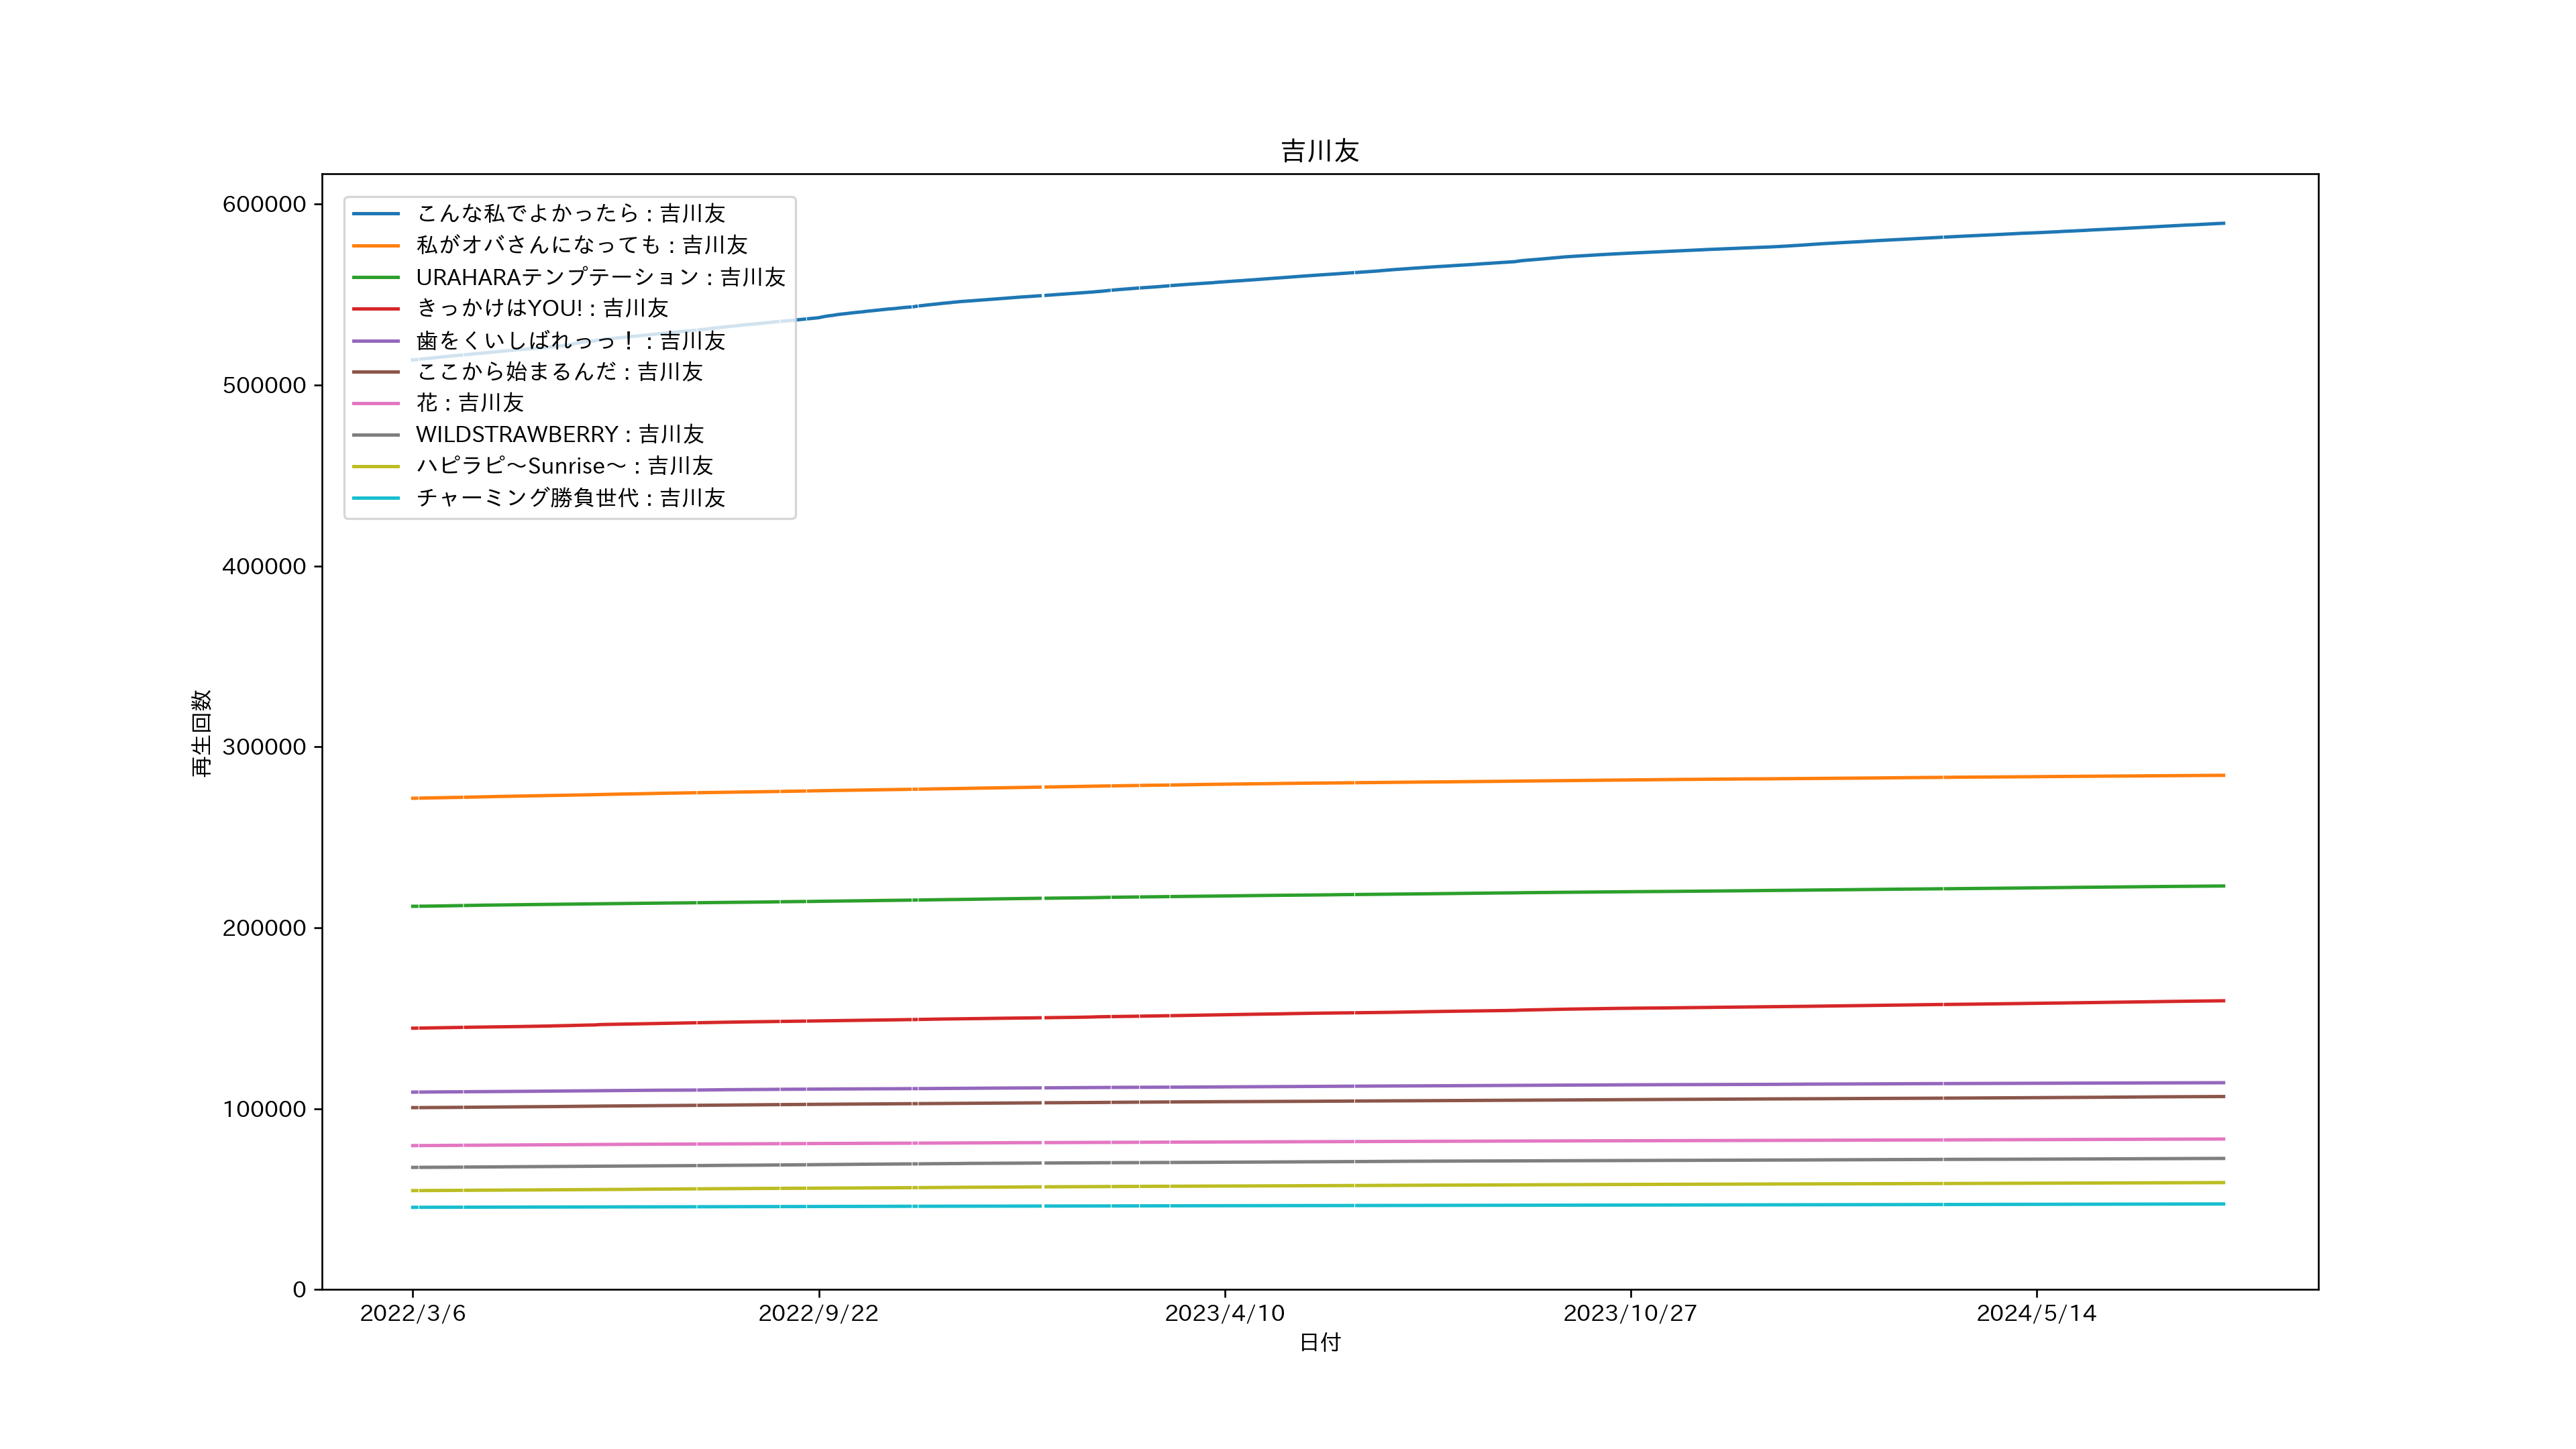 吉川友
600000
500000
400000
300000
200000
100000
0
再生回数
こんな私でよかったら : 吉川友
私がオバさんになっても : 吉川友
URAHARAテンプテーション : 吉川友
きっかけはYOU! : 吉川友
歯をくいしばれっっ！ : 吉川友
ここから始まるんだ : 吉川友
花 : 吉川友
WILDSTRAWBERRY : 吉川友
ハピラピ〜Sunrise〜 : 吉川友
チャーミング勝負世代 : 吉川友
2022/3/6 2022/9/22 2023/4/10 2023/10/27 2024/5/14
日付